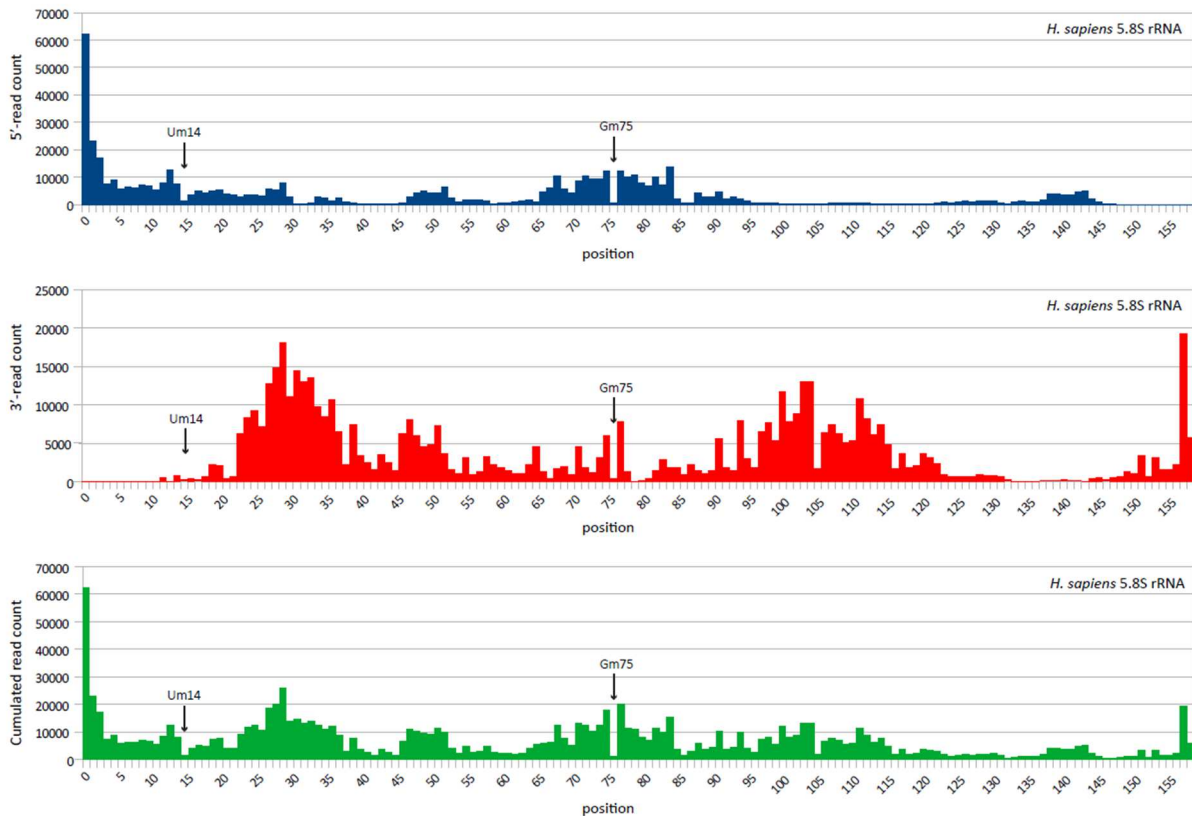 70000
H. sapiens 5.8S rRNA
60000
50000
40000
30000
20000
10000
0
5'-read count
Um14
Gm75
0 5 10 15 20 25 30 35 40 45 50 55 60 65 70 75 80 85 90 95 100 105 110 115 120 125 130 135 140 145 150 155
position
25000
H. sapiens 5.8S rRNA
20000
15000
10000
5000
0
3'-read count
Um14
Gm75
0 5 10 15 20 25 30 35 40 45 50 55 60 65 70 75 80 85 90 95 100 105 110 115 120 125 130 135 140 145 150 155
position
70000
H. sapiens 5.8S rRNA
60000
50000
40000
30000
20000
10000
0
Cumulated read count
Um14
Gm75
0 5 10 15 20 25 30 35 40 45 50 55 60 65 70 75 80 85 90 95 100 105 110 115 120 125 130 135 140 145 150 155
position